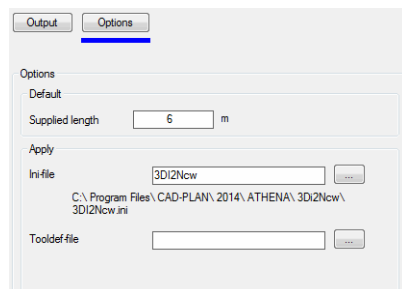 Output Options
Options
Default
Supplied length 6 m
Apply
Ini-file 3DI2Ncw ...
C:\ Program Files\ CAD-PLAN\ 2014\ ATHENA\ 3Di2Ncw\
3DI2Ncw.ini
Tooldef-file ...